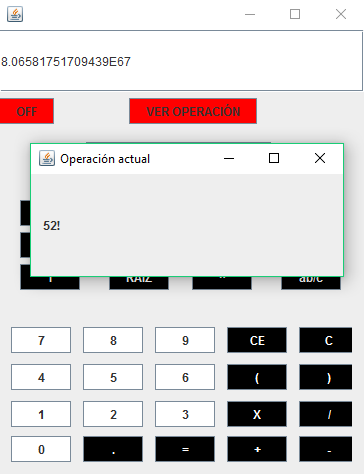 8.06581751709439E67
OFF VER OPERACIÓN
Operación actual
52!
RAIZ ab/c
7 8 9 CE C
4 5 6 ( )
1 2 3 X /
0 . = + -